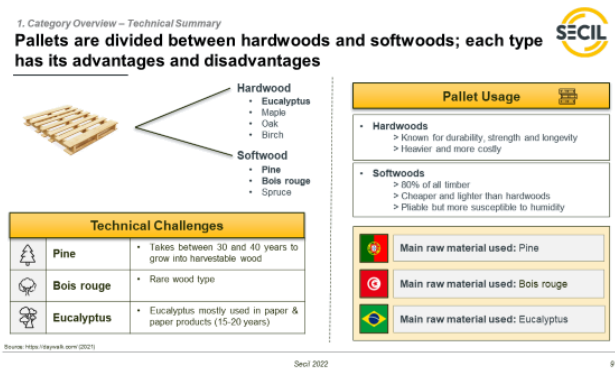 1. Category Overview – Technical Summary
Pallets are divided between hardwoods and softwoods; each type
has its advantages and disadvantages
SECIL
Hardwood
• Eucalyptus
• Maple
• Oak
• Birch
Softwood
• Pine
• Bois rouge
• Spruce
Technical Challenges
Pine
• Takes between 30 and 40 years to
grow into harvestable wood
Bois rouge
• Rare wood type
Eucalyptus
• Eucalyptus mostly used in paper &
paper products (15-20 years)
Pallet Usage
• Hardwoods
> Known for durability, strength and longevity
> Heavier and more costly
• Softwoods
> 80% of all timber
> Cheaper and lighter than hardwoods
> Pliable but more susceptible to humidity
Main raw material used: Pine
Main raw material used: Bois rouge
Main raw material used: Eucalyptus
Source: https://daywalk.com/ (2021)
Secil 2022
9